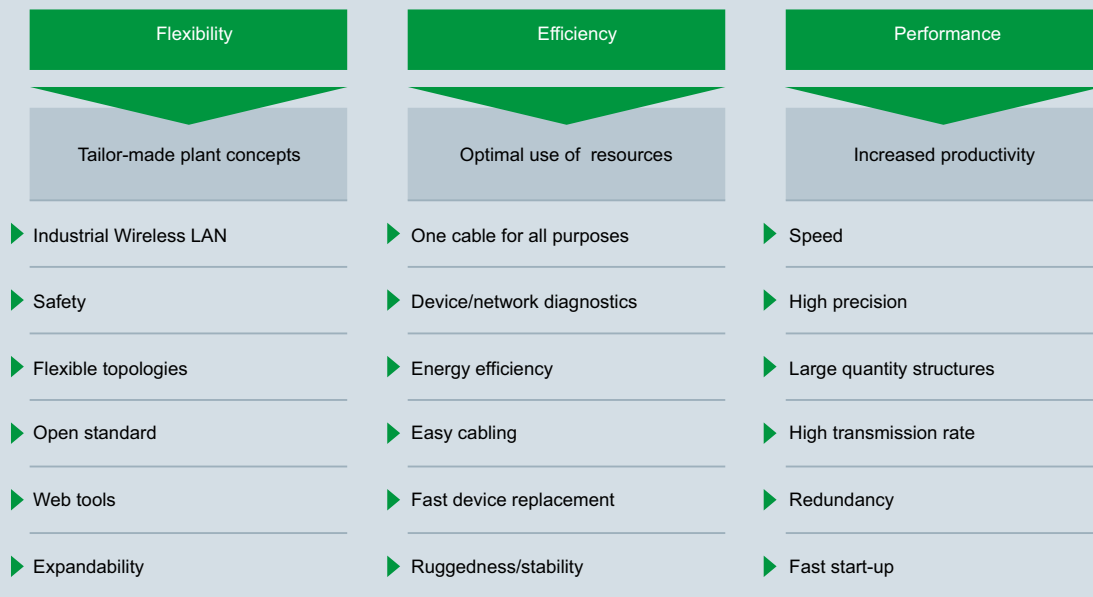 Flexibility
Efficiency
Performance
Tailor-made plant concepts
Optimal use of resources
Increased productivity
Industrial Wireless LAN
One cable for all purposes
Speed
Safety
Device/network diagnostics
High precision
Flexible topologies
Energy efficiency
Large quantity structures
Open standard
Easy cabling
High transmission rate
Web tools
Fast device replacement
Redundancy
Expandability
Ruggedness/stability
Fast start-up